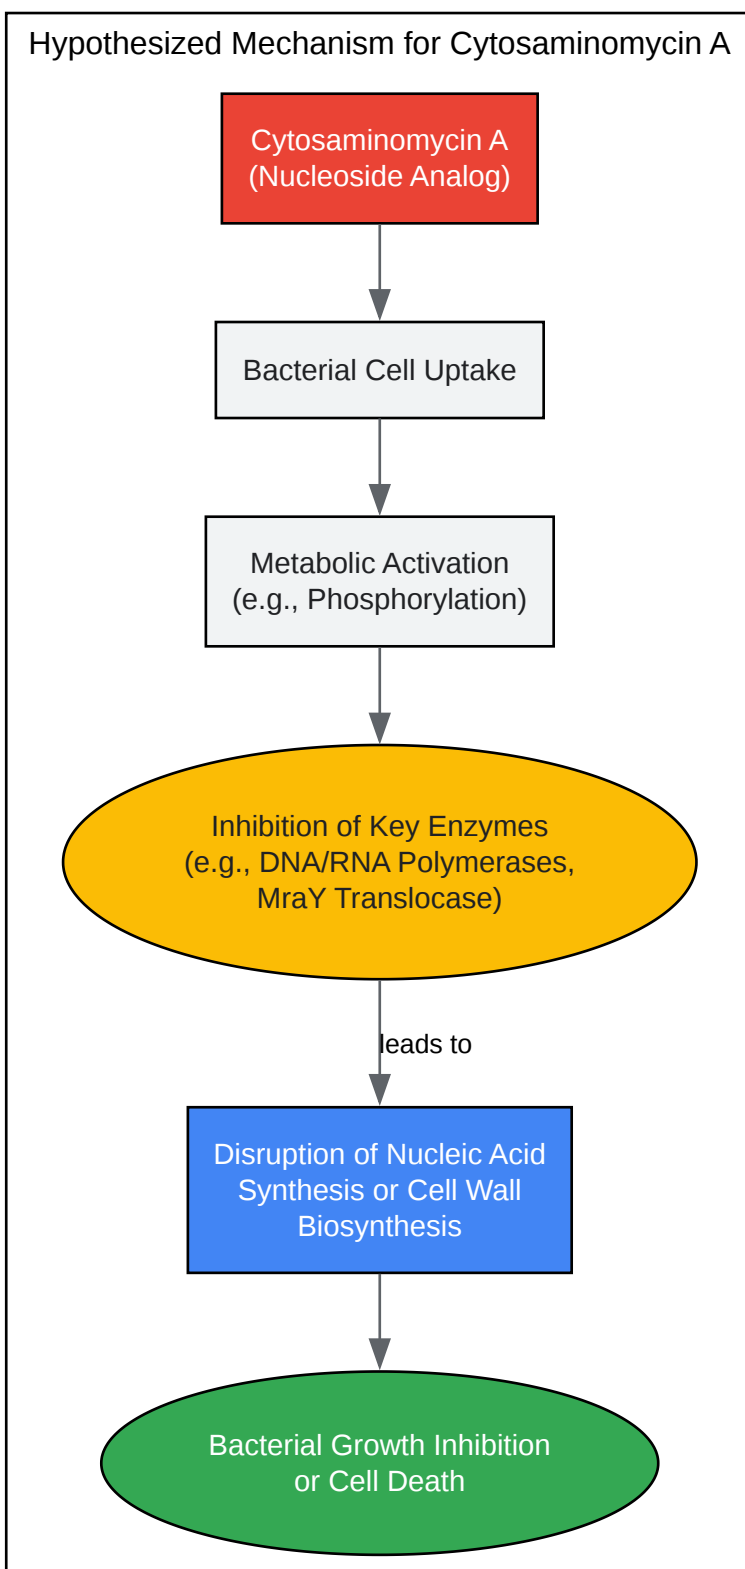 Hypothesized Mechanism for Cytosaminomycin A
Cytosaminomycin A
(Nucleoside Analog)
Bacterial Cell Uptake
Metabolic Activation
(e.g., Phosphorylation)
Inhibition of Key Enzymes
(e.g., DNA/RNA Polymerases,
MraY Translocase)
leads to
Disruption of Nucleic Acid
Synthesis or Cell Wall
Biosynthesis
Bacterial Growth Inhibition
or Cell Death